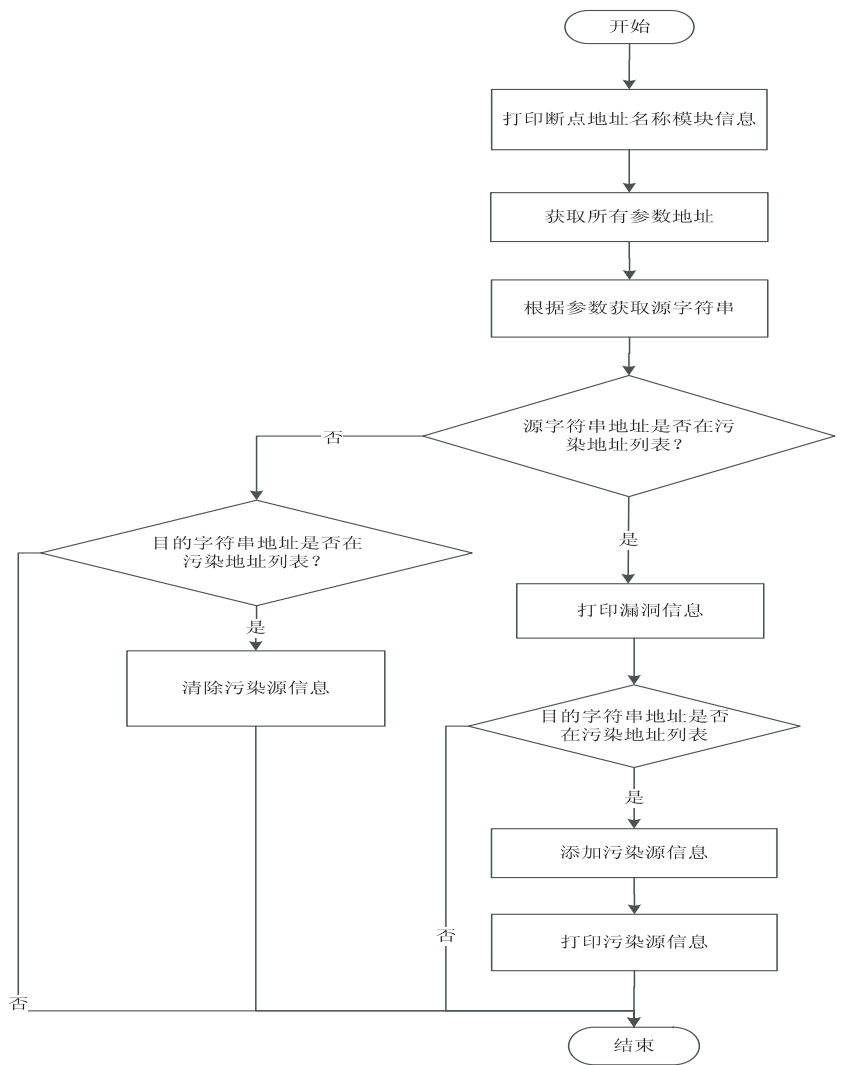 开始
打印断点地址名称模块信息
获取所有参数地址
根据参数获取源字符串
源字符串地址是否在污
染地址列表？
否
目的字符串地址是否在
污染地址列表？
是
是
打印漏洞信息
清除污染源信息
目的字符串地址是否
在污染地址列表
是
添加污染源信息
否
打印污染源信息
否
结束